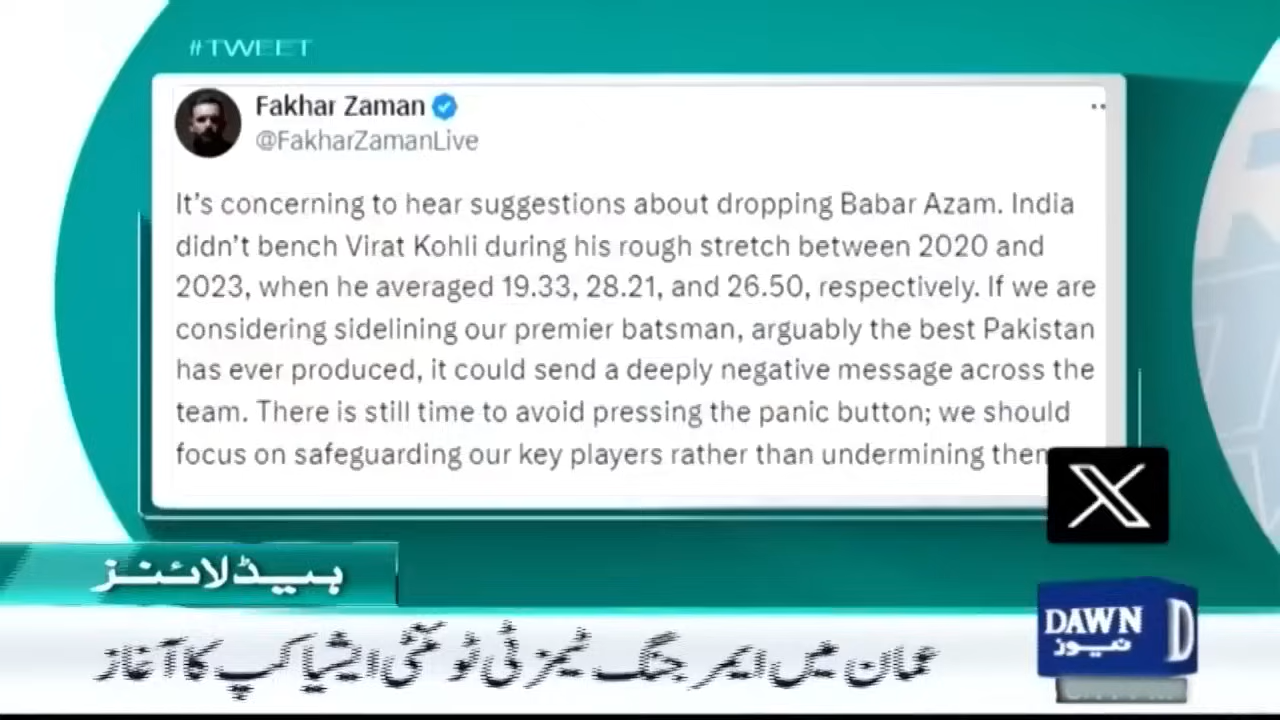 #TWEET
Fakhar Zaman
@FakharZamanLive
It’s concerning to hear suggestions about dropping Babar Azam. India
didn’t bench Virat Kohli during his rough stretch between 2020 and
2023, when he averaged 19.33, 28.21, and 26.50, respectively. If we are
considering sidelining our premier batsman, arguably the best Pakistan
has ever produced, it could send a deeply negative message across the
team. There is still time to avoid pressing the panic button; we should
focus on safeguarding our key players rather than undermining
ہیڈلائنز
عمان میں ایمرجنگ ٹیمز ٹی ٹوئنٹی ایشیا کپ کا آغاز
DAWN
نیوز